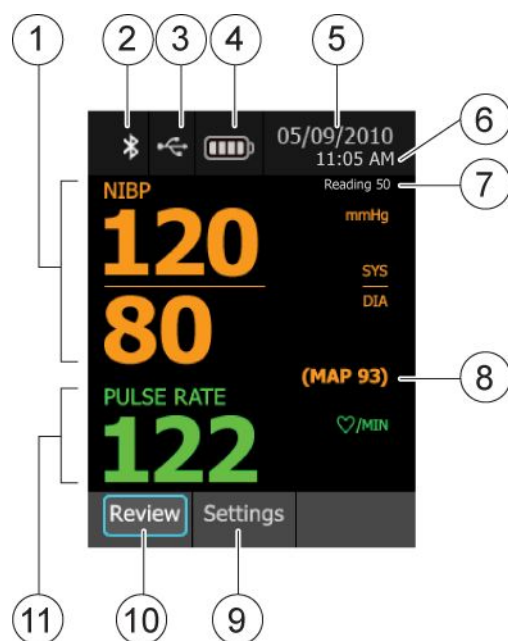 1 2 3 4 5
05/09/2010
6
11:05 AM
Reading 50
7
NIBP
mmHg
120
SYS
80
DIA
(MAP 93)
8
PULSE RATE
122
♡/MIN
Review Settings
11 10 9